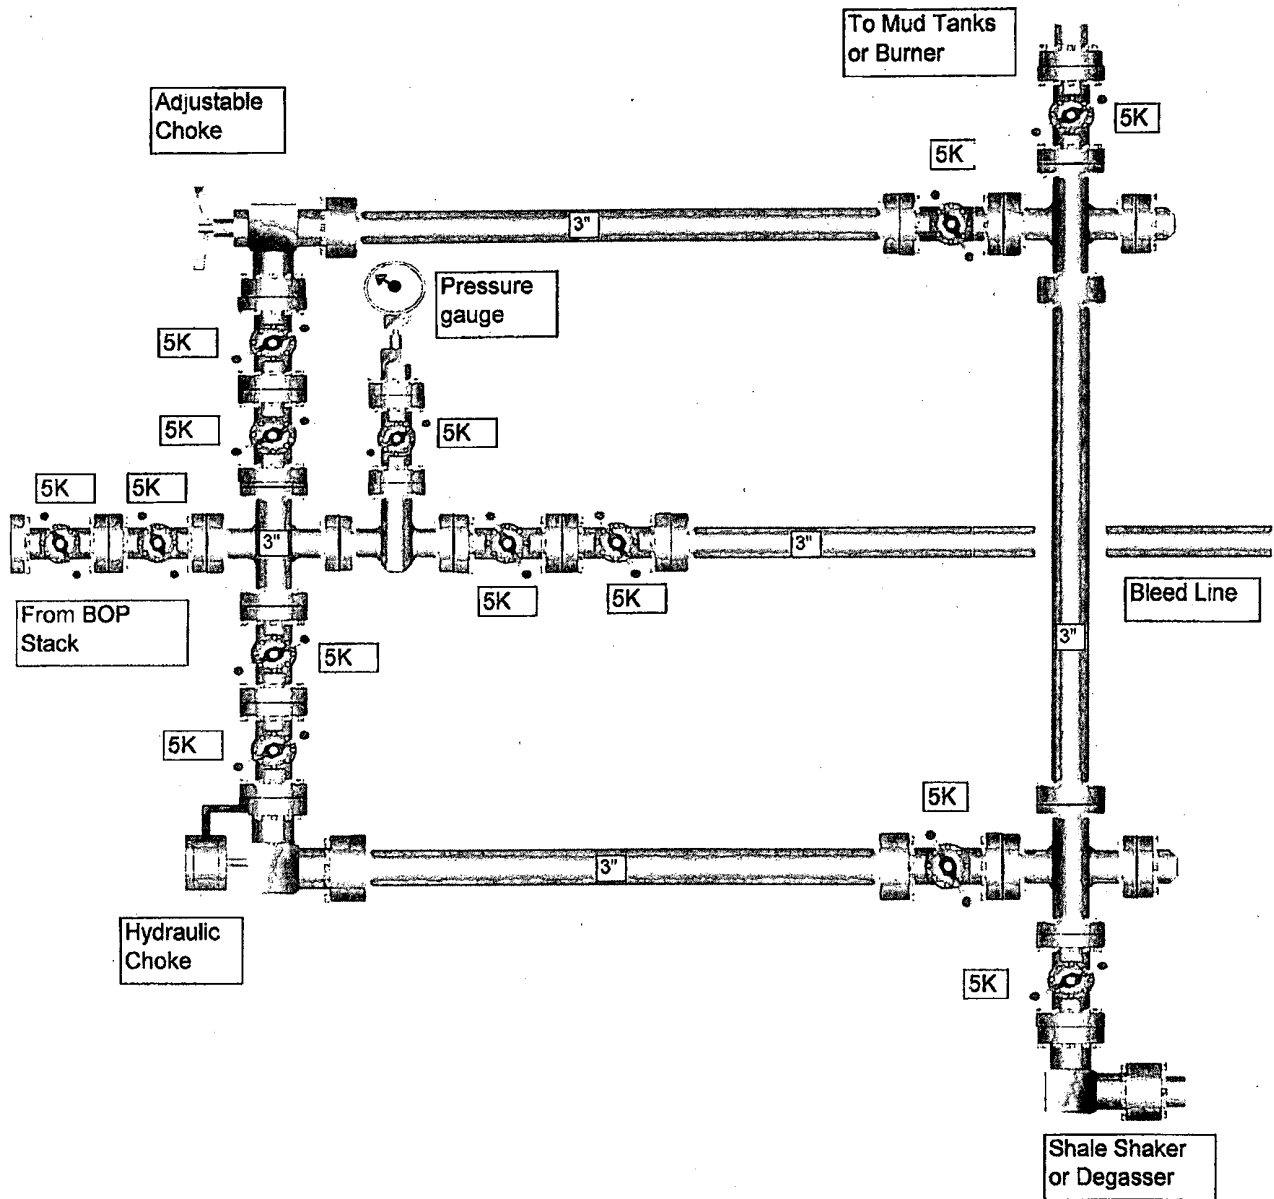 To Mud Tanks
or Burner
Adjustable
Choke
5K
5K
3"
Pressure
gauge
5K
5K
5K
5K
5K
3"
3"
5K
5K
Bleed Line
From BOP
Stack
3"
5K
5K
5K
3"
Hydraulic
Choke
5K
Shale Shaker
or Degasser